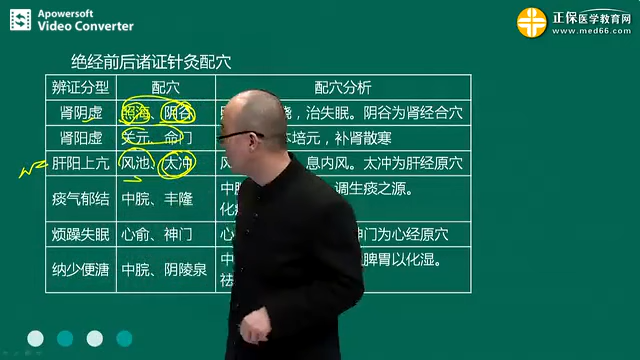 Apowersoft
Video Converter
正保医学教育网
www.med66.com
绝经前后诸证针灸配穴
辨证分型 配穴 配穴分析
肾阴虚 照海、阴谷 治失眠。阴谷为肾经合穴
肾阳虚 关元、命门 培元，补肾散寒
肝阳上亢 风池、太冲 息内风。太冲为肝经原穴
痰气郁结 中脘、丰隆 中 调生痰之源。
化
烦躁失眠 心俞、神门 心 门为心经原穴
纳少便溏 中脘、阴陵泉 中 脾胃以化湿。
祛